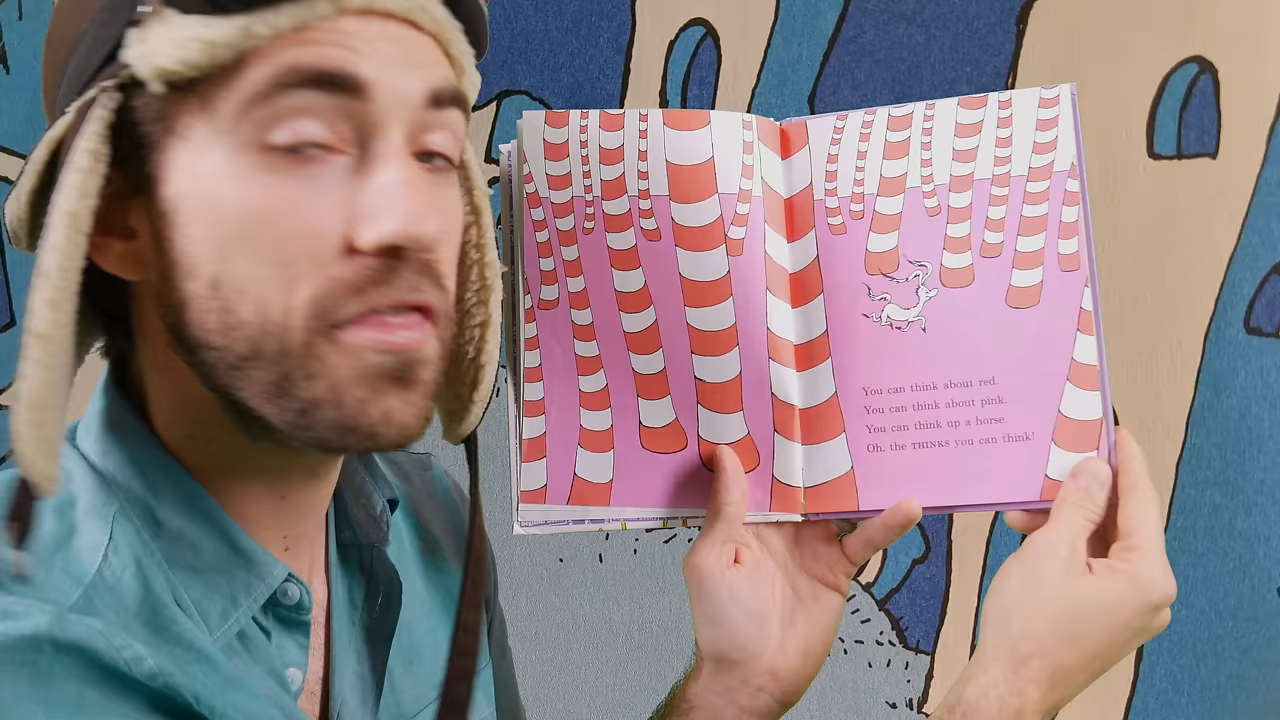 You can think about red.
You can think about pink.
You can think up a horse.
Oh, the THINKS you can think!